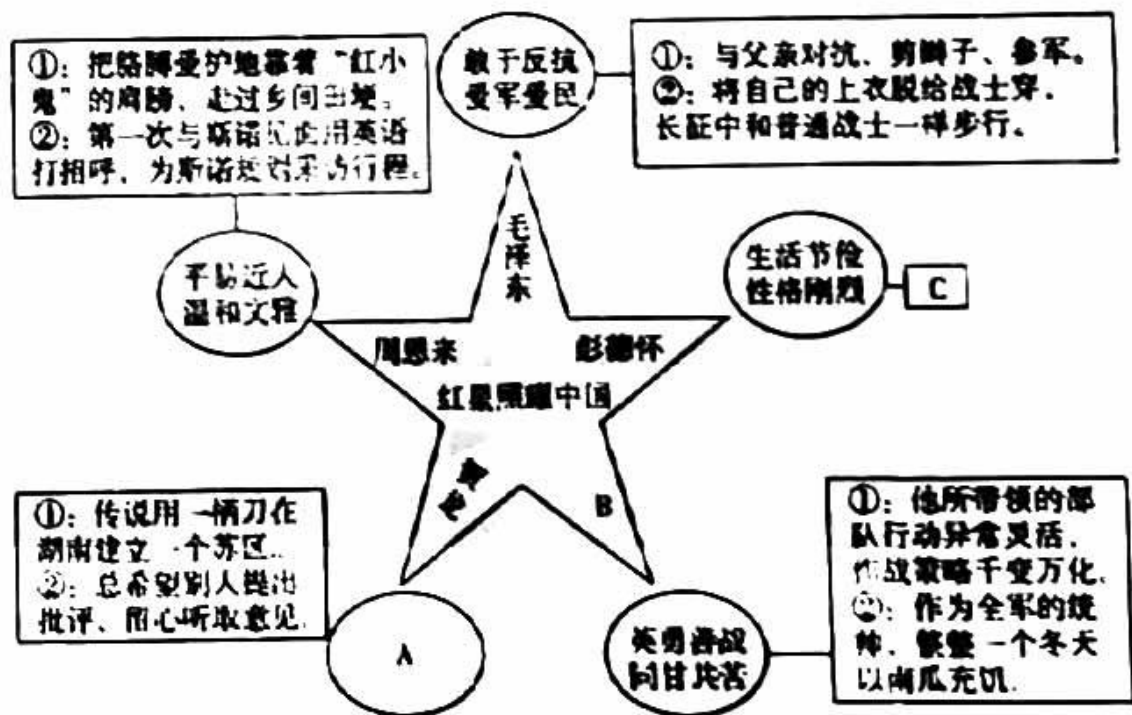 ①：把胳膊爱护地靠着“红小
鬼”的肩膀，走过乡间田埂。
②：第一次与斯诺见面用英语
打招呼，为斯诺规划采访行程。
敢于反抗
爱军爱民
①：与父亲对抗、剪辫子、参军。
②：将自己的上衣脱给战士穿，
长征中和普通战士一样步行。
平易近人
温和文雅
毛泽东
生活节俭
性格刚烈
C
周恩来
彭德怀
红星照耀中国
B
①：传说用一柄刀在
湖南建立一个苏区。
②：总希望别人提出
批评、留心听取意见
A
英勇善战
同甘共苦
①：他所带领的部
队行动异常灵活，
作战策略千变万化。
②：作为全军的统
帅，整整一个冬天
以南瓜充饥